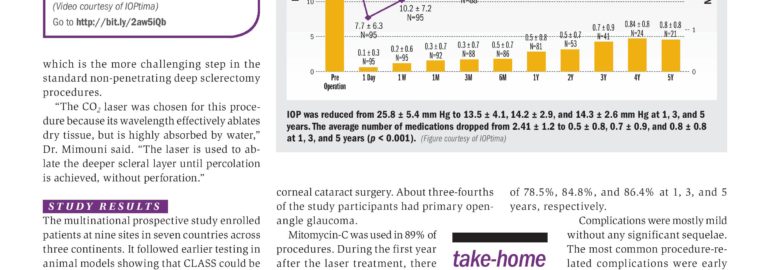 (Video courtesy of IOPtima)
Go to http://bit.ly/2aw5iQb
which is the more challenging step in the
standard non-penetrating deep sclerectomy
procedures.
“The CO2 laser was chosen for this proce-
dure because its wavelength effectively ablates
dry tissue, but is highly absorbed by water,”
Dr. Mimouni said. “The laser is used to ab-
late the deeper scleral layer until percolation
is achieved, without perforation.”
STUDY RESULTS
The multinational prospective study enrolled
patients at nine sites in seven countries across
three continents. It followed earlier testing in
animal models showing that CLASS could be
10
5
0
7.7 ± 6.3
N=95
10.2 ± 7.2
N=95
N=88
0.1 ± 0.3
N=95
0.2 ± 0.6
N=95
0.3 ± 0.7
N=92
0.3 ± 0.7
N=88
0.5 ± 0.7
N=86
0.5 ± 0.8
N=81
0.5 ± 0.7
N=53
0.7 ± 0.9
N=41
0.84 ± 0.8
N=24
0.8 ± 0.8
N=21
1
0
Pre
Operation
1 Day
1 W
1M
3M
6M
1Y
2Y
3Y
4Y
5Y
IOP was reduced from 25.8 ± 5.4 mm Hg to 13.5 ± 4.1, 14.2 ± 2.9, and 14.3 ± 2.6 mm Hg at 1, 3, and 5
years. The average number of medications dropped from 2.41 ± 1.2 to 0.5 ± 0.8, 0.7 ± 0.9, and 0.8 ± 0.8
at 1, 3, and 5 years (p < 0.001). (Figure courtesy of IOPtima)
corneal cataract surgery. About three-fourths
of the study participants had primary open-
angle glaucoma.
Mitomycin-C was used in 89% of
procedures. During the first year
after the laser treatment, there
take-home
of 78.5%, 84.8%, and 86.4% at 1, 3, and 5
years, respectively.
Complications were mostly mild
without any significant sequelae.
The most common procedure-re-
lated complications were early